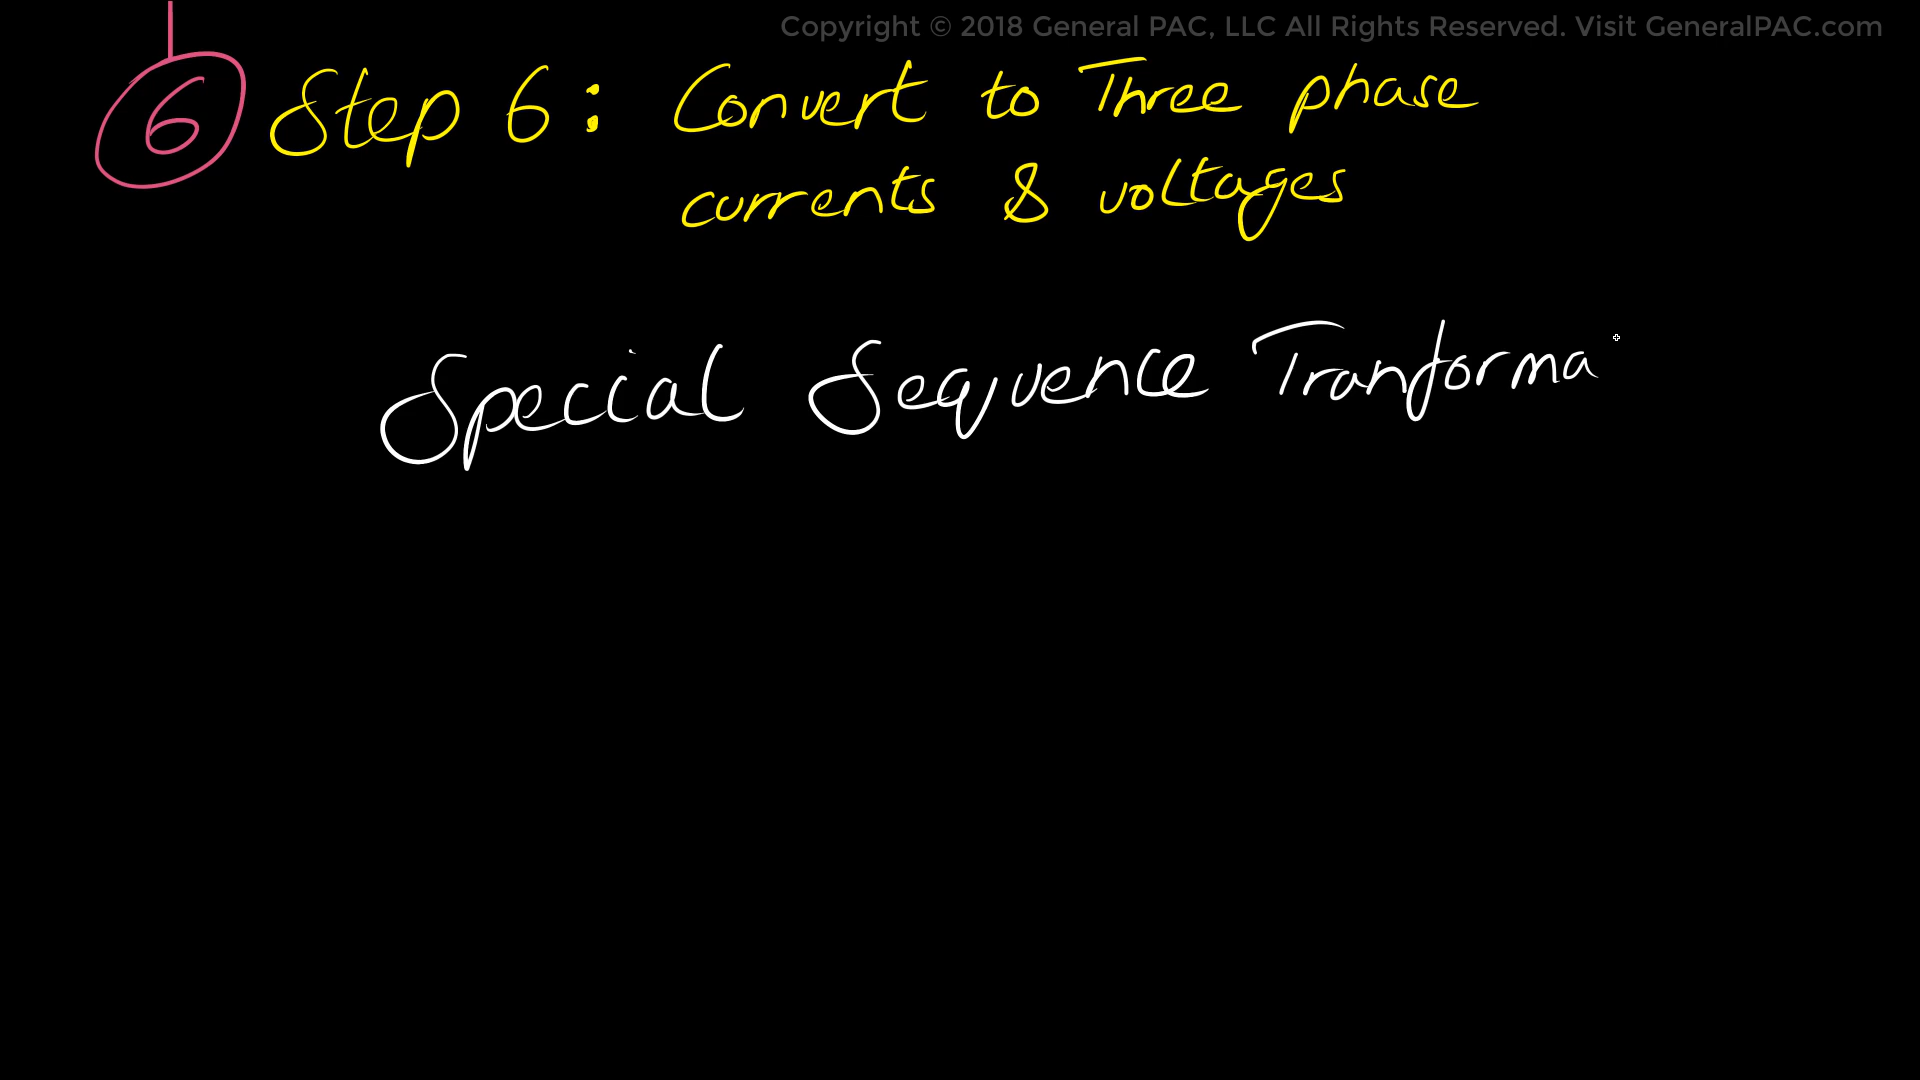 Copyright © 2018 General PAC, LLC All Rights Reserved. Visit GeneralPAC.com
6 Step 6: Convert to Three phase
currents & voltages
Special Sequence Tranforma